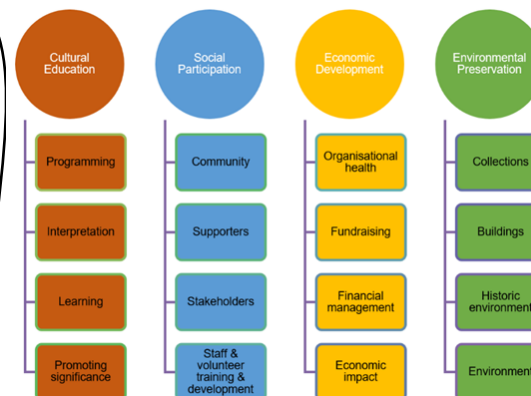 Cultural
Education
Social
Participation
Economic
Development
Environmental
Preservation
Programming
Community
Organisational
health
Collections
Interpretation
Supporters
Fundraising
Buildings
Learning
Stakeholders
Financial
management
Historic
environment
Promoting
significance
Staff &
volunteer
training &
development
Economic
impact
Environment